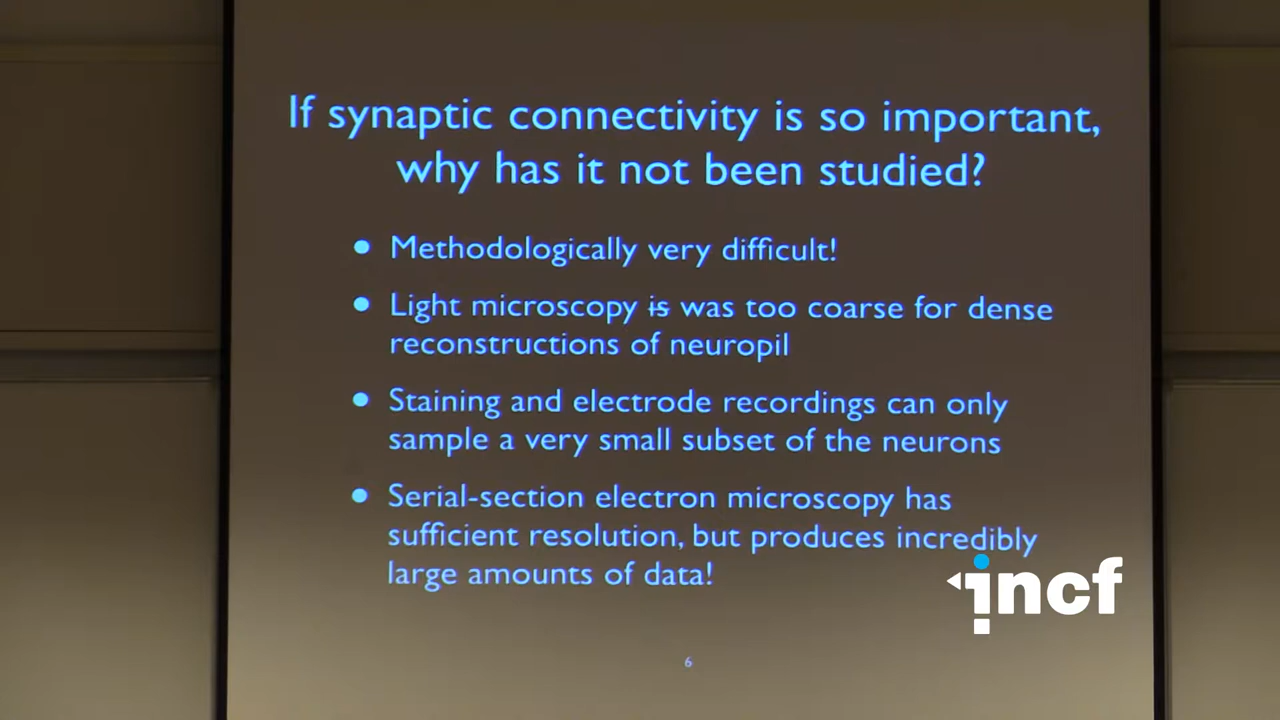 If synaptic connectivity is so important,
why has it not been studied?
• Methodologically very difficult!
• Light microscopy is was too coarse for dense
reconstructions of neuropil
• Staining and electrode recordings can only
sample a very small subset of the neurons
• Serial-section electron microscopy has
sufficient resolution, but produces incredibly
large amounts of data!
incf
6